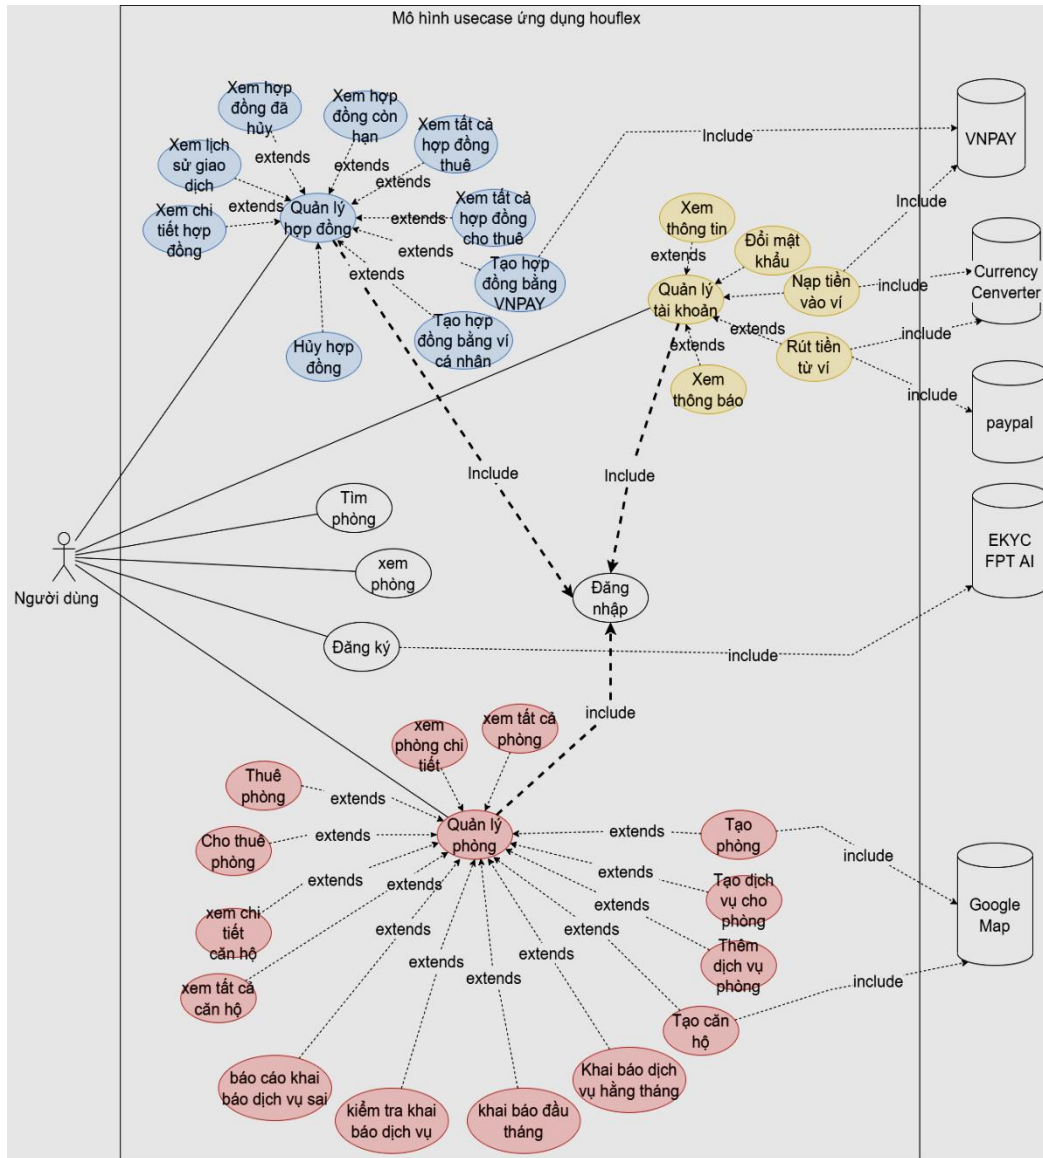 Mô hình usecase ứng dụng houflex
Xem hợp
đồng đã
hủy
Xem hợp
đồng còn
hạn
Xem tất cả
hợp đồng
thuê
Xem lịch
sử giao
dịch
Xem chi
tiết hợp
đồng
Quản lý
hợp đồng
Xem tất cả
hợp đồng
cho thuê
Tạo hợp
đồng bằng
VNPAY
Tạo hợp
đồng bằng ví
cá nhân
Hủy hợp
đồng
extends
extends
extends
extends
extends
extends
extends
extends
Include
VNPAY
Xem
thông tin
Đổi mật
khẩu
Quản lý
tài khoản
Nạp tiền
vào ví
Rút tiền
từ ví
Xem
thông báo
extends
extends
extends
Include
include
include
include
Currency
Cenverter
paypal
EKYC
FPT AI
Include
Include
Tìm
phòng
xem
phòng
Đăng ký
Người dùng
Đăng
nhập
include
include
xem
phòng chi
tiết
xem tất cả
phòng
Thuê
phòng
Cho thuê
phòng
Quản lý
phòng
Tạo
phòng
xem chi
tiết
căn hộ
xem tất cả
căn hộ
Tạo dịch
vụ cho
phòng
Thêm
dịch vụ
phòng
Tạo căn
hộ
báo cáo khai
báo dịch vụ sai
kiểm tra khai
báo dịch vụ
khai báo đầu
tháng
Khai báo dịch
vụ hằng tháng
extends
extends
extends
extends
extends
extends
extends
extends
extends
extends
extends
extends
include
include
Google
Map